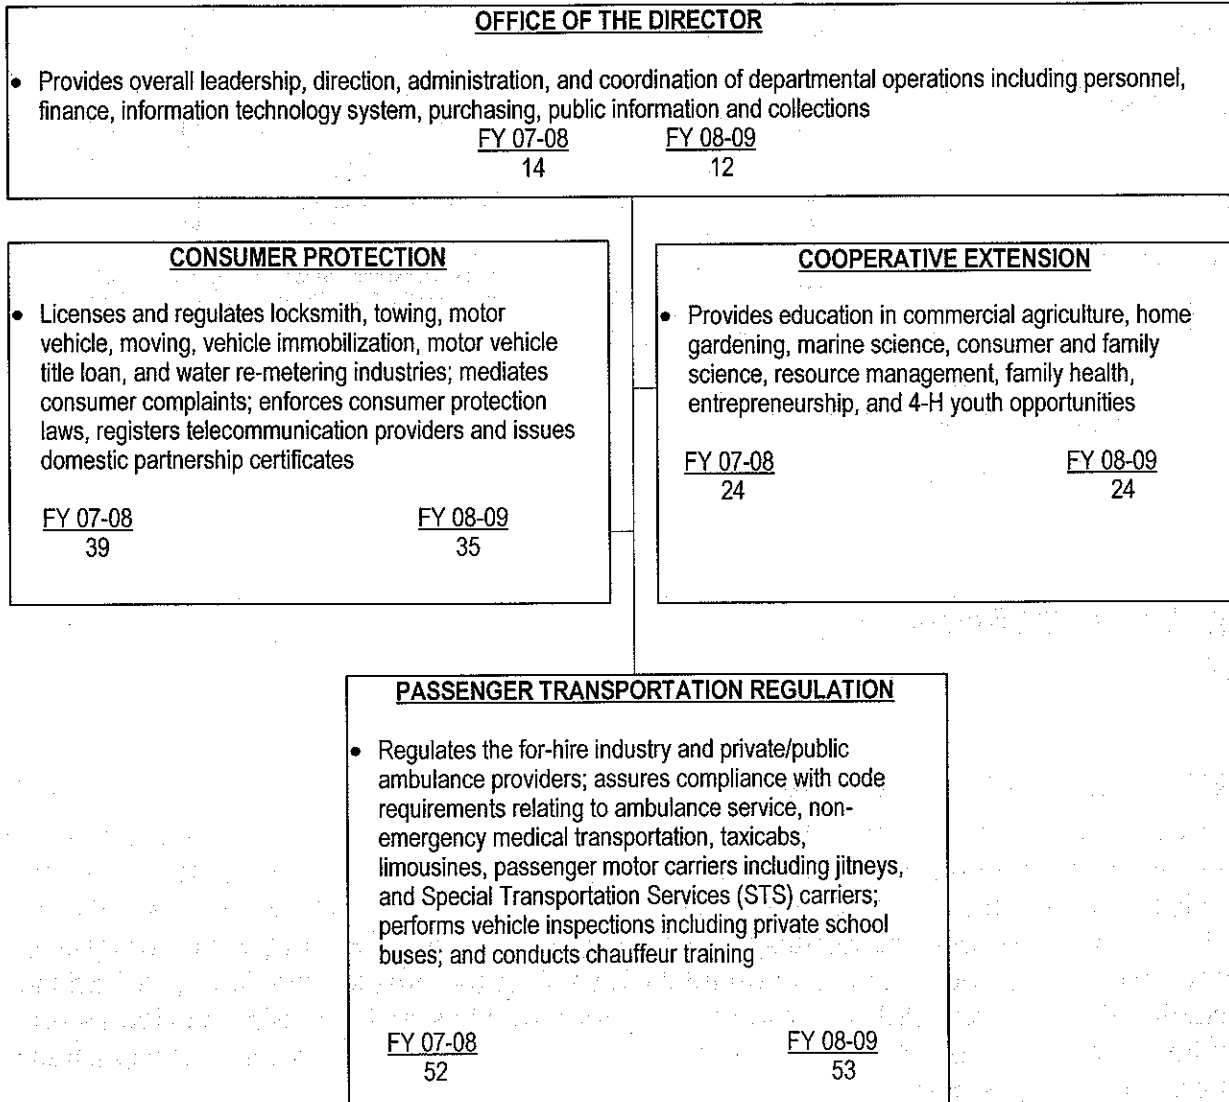 OFFICE OF THE DIRECTOR
• Provides overall leadership, direction, administration, and coordination of departmental operations including personnel,
finance, information technology system, purchasing, public information and collections
FY 07-08 FY 08-09
14 12
CONSUMER PROTECTION
• Licenses and regulates locksmith, towing, motor
vehicle, moving, vehicle immobilization, motor vehicle
title loan, and water re-metering industries; mediates
consumer complaints; enforces consumer protection
laws, registers telecommunication providers and issues
domestic partnership certificates
FY 07-08 FY 08-09
39 35
COOPERATIVE EXTENSION
• Provides education in commercial agriculture, home
gardening, marine science, consumer and family
science, resource management, family health,
entrepreneurship, and 4-H youth opportunities
FY 07-08 FY 08-09
24 24
PASSENGER TRANSPORTATION REGULATION
• Regulates the for-hire industry and private/public
ambulance providers; assures compliance with code
requirements relating to ambulance service, non-
emergency medical transportation, taxicabs,
limousines, passenger motor carriers including jitneys,
and Special Transportation Services (STS) carriers;
performs vehicle inspections including private school
buses; and conducts chauffeur training
FY 07-08 FY 08-09
52 53